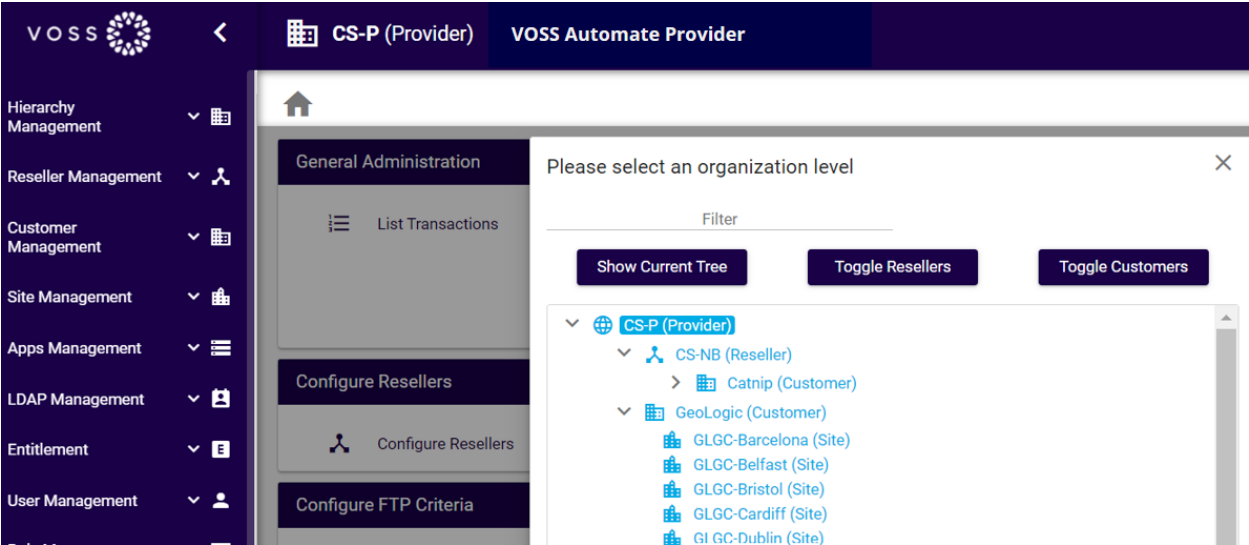 VOSS
CS-P (Provider)
VOSS Automate Provider
Hierarchy
Management
Reseller Management
Customer
Management
Site Management
Apps Management
LDAP Management
Entitlement
E
User Management
General Administration
List Transactions
Configure Resellers
Configure Resellers
Configure FTP Criteria
Please select an organization level
Filter
Show Current Tree
Toggle Resellers
Toggle Customers
CS-P (Provider)
CS-NB (Reseller)
Catnip (Customer)
GeoLogic (Customer)
GLGC-Barcelona (Site)
GLGC-Belfast (Site)
GLGC-Bristol (Site)
GLGC-Cardiff (Site)
GLGC-Dublin (Site)